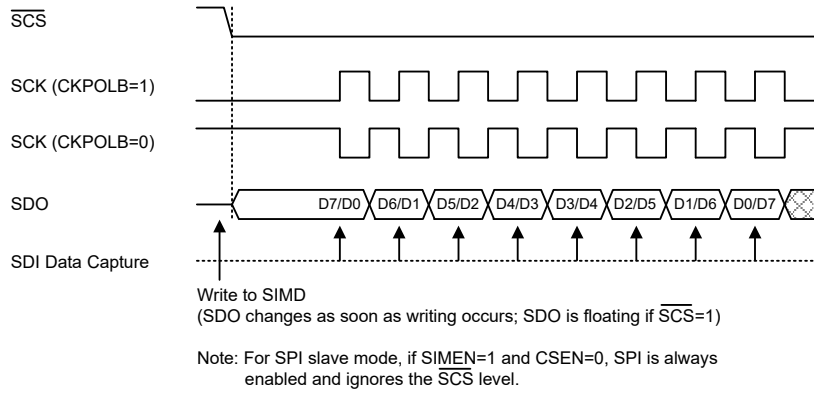 SCS
SCK (CKPOLB=1)
SCK (CKPOLB=0)
SDO D7/D0 D6/D1 D5/D2 D4/D3 D3/D4 D2/D5 D1/D6 D0/D7
SDI Data Capture
Write to SIMD
(SDO changes as soon as writing occurs; SDO is floating if SCS=1)
Note: For SPI slave mode, if SIMEN=1 and CSEN=0, SPI is always
enabled and ignores the SCS level.